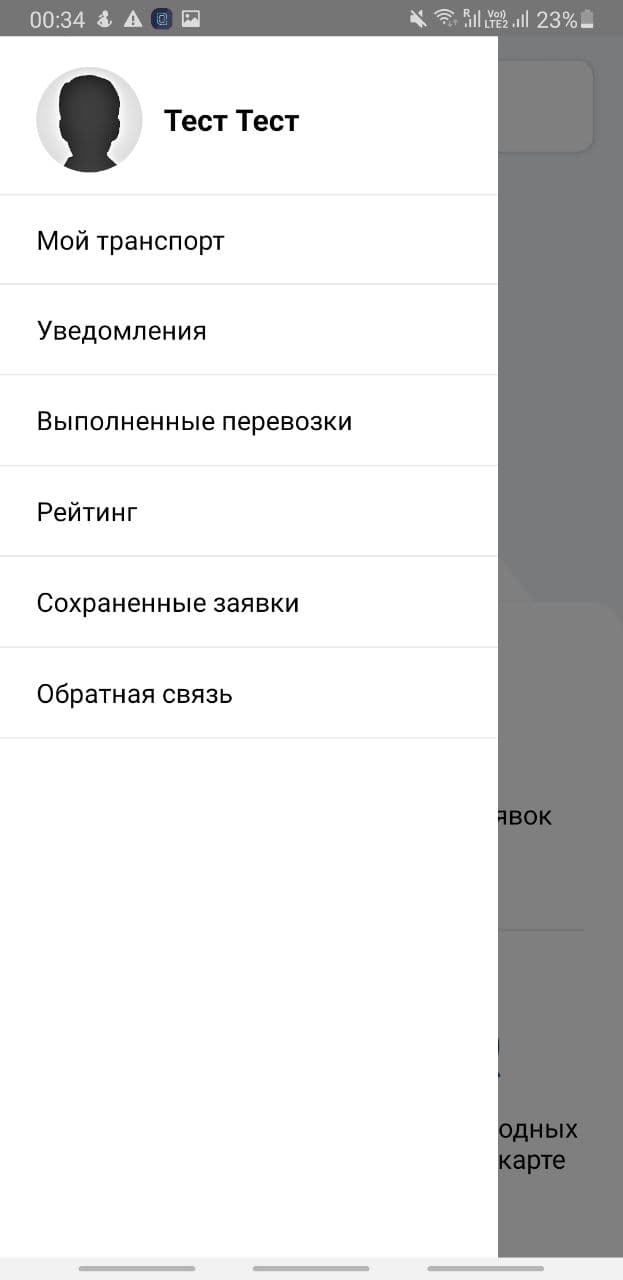 00:34
23%
Тест Тест
Мой транспорт
Уведомления
Выполненные перевозки
Рейтинг
Сохраненные заявки
Обратная связь
явок
одных
карте